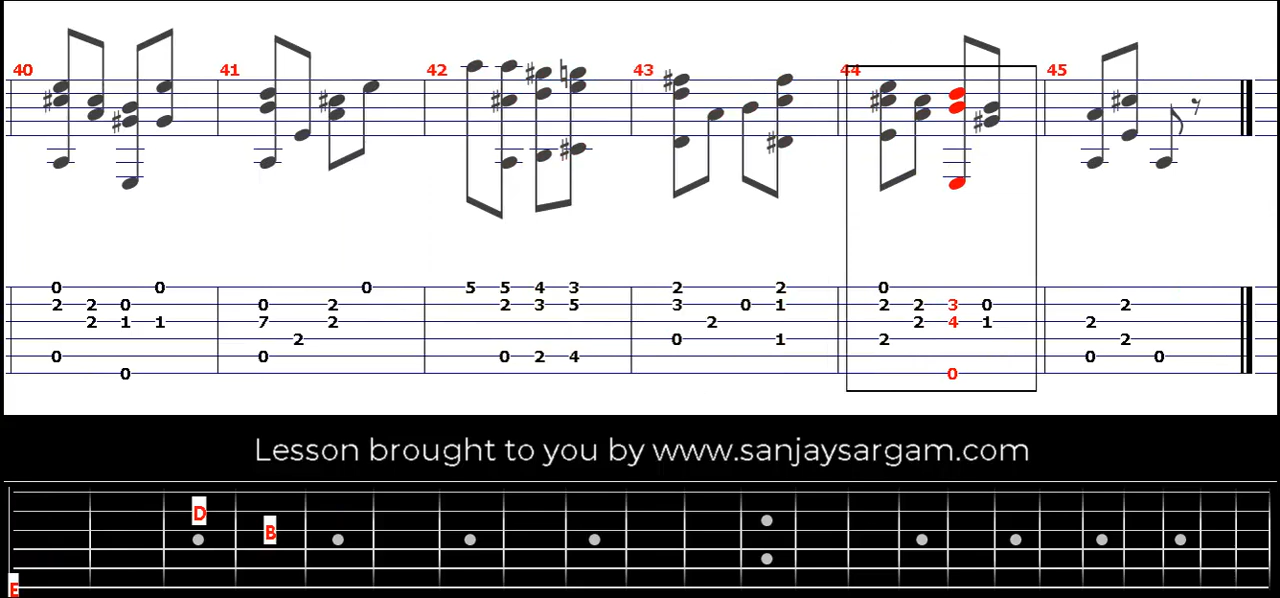 40 41 42 43 44 45
0 0 0 5 5 4 3 2 2 0
2 2 0 0 2 2 3 5 3 0 1 2 2 3 0 2
2 1 1 7 2 2 2 4 1 2
2 0 1 2 2
0 0 0 2 4 0 0
0 0
Lesson brought to you by www.sanjaysargam.com
D
B
E